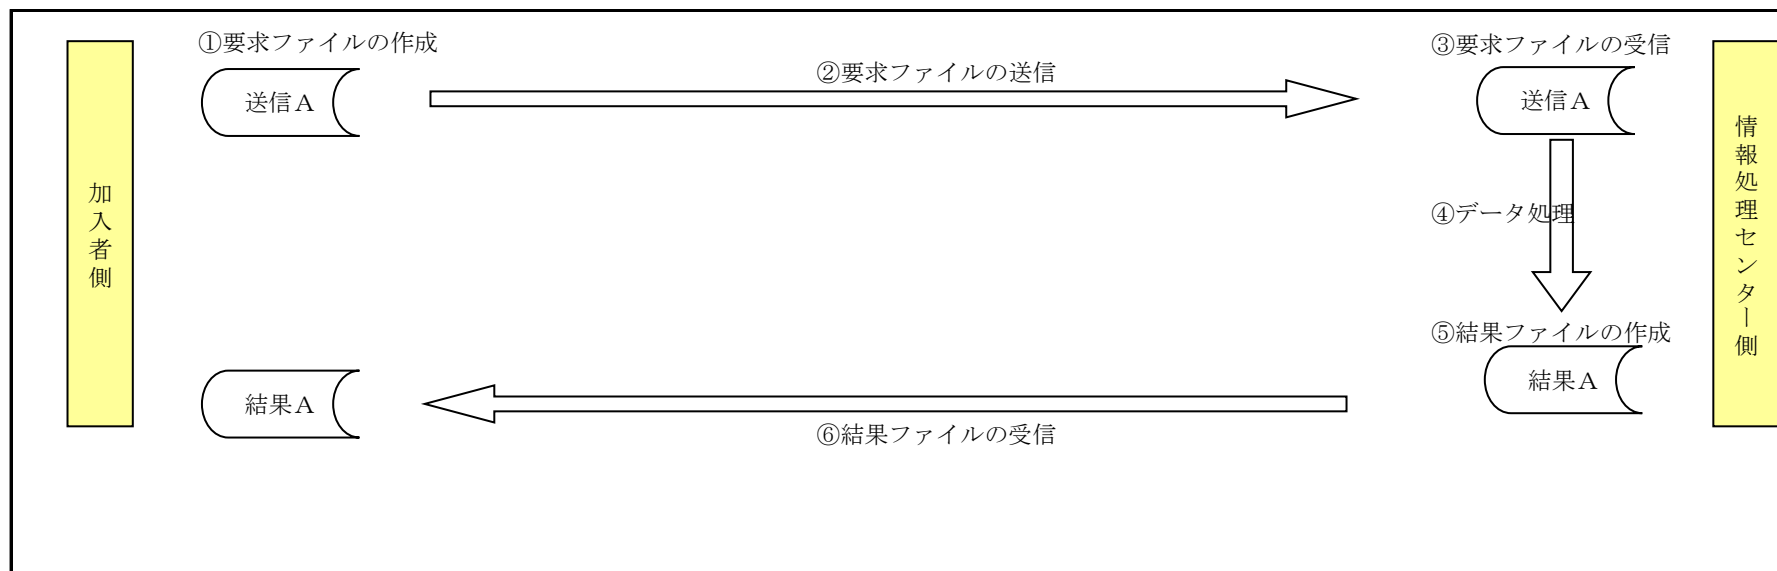 ①要求ファイルの作成
②要求ファイルの送信
③要求ファイルの受信
送信A
送信A
加入者側
情報処理センター側
④データ処理
⑤結果ファイルの作成
結果A
結果A
⑥結果ファイルの受信